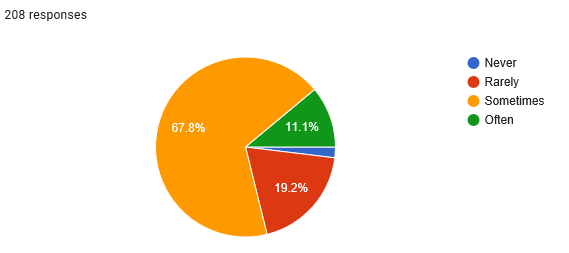 208 responses
Never
Rarely
Sometimes
Often
67.8%
11.1%
19.2%